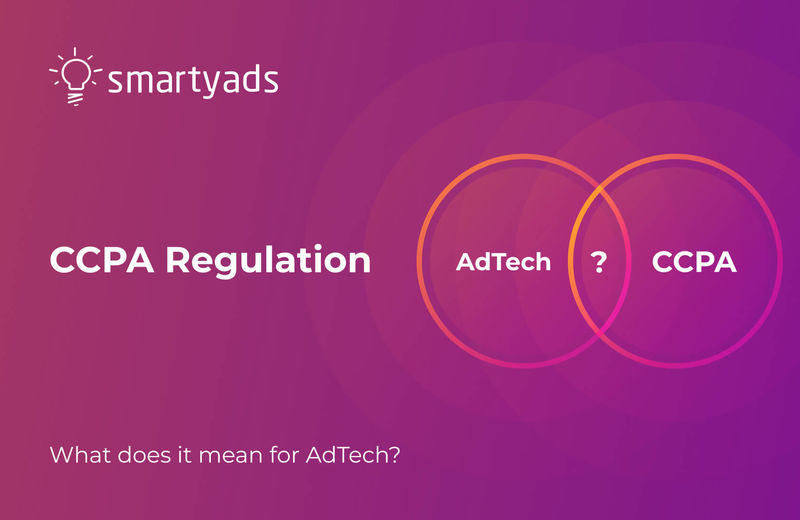 smartyads
CCPA Regulation
AdTech
?
CCPA
What does it mean for AdTech?